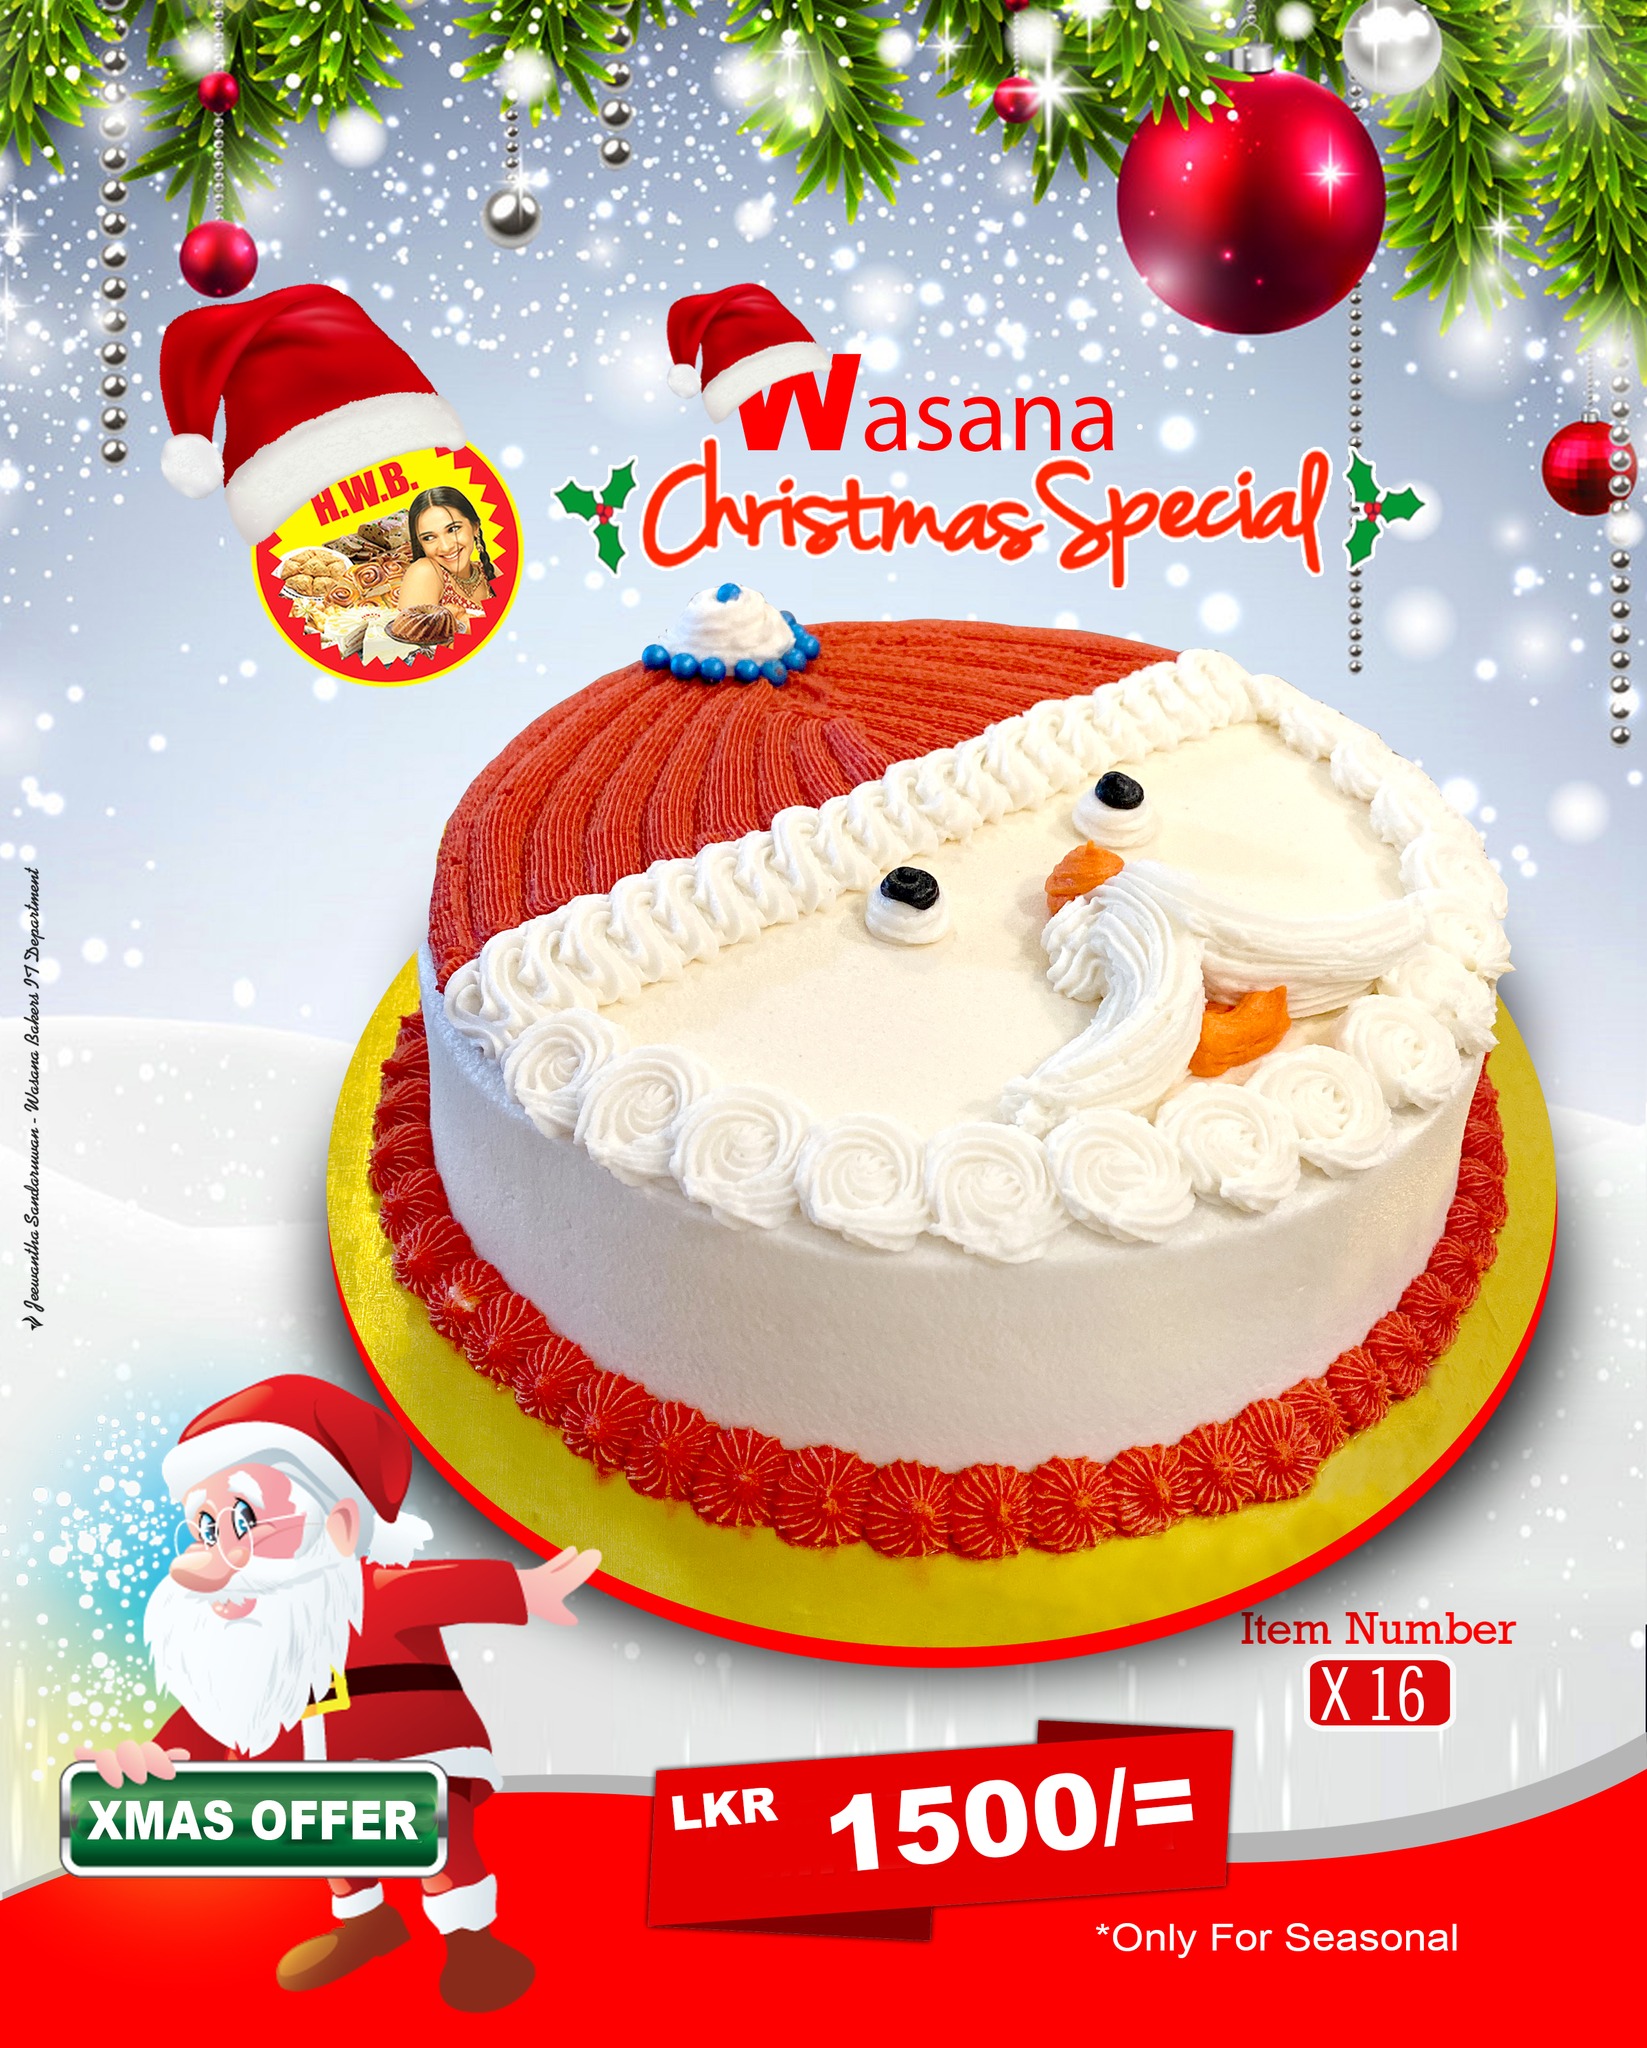 H.W.B.
Wasana
Christmas Special
Jeewantha Sandaruwan - Wasana Bakers IT Department
Item Number
X 16
XMAS OFFER
LKR 1500/=
*Only For Seasonal